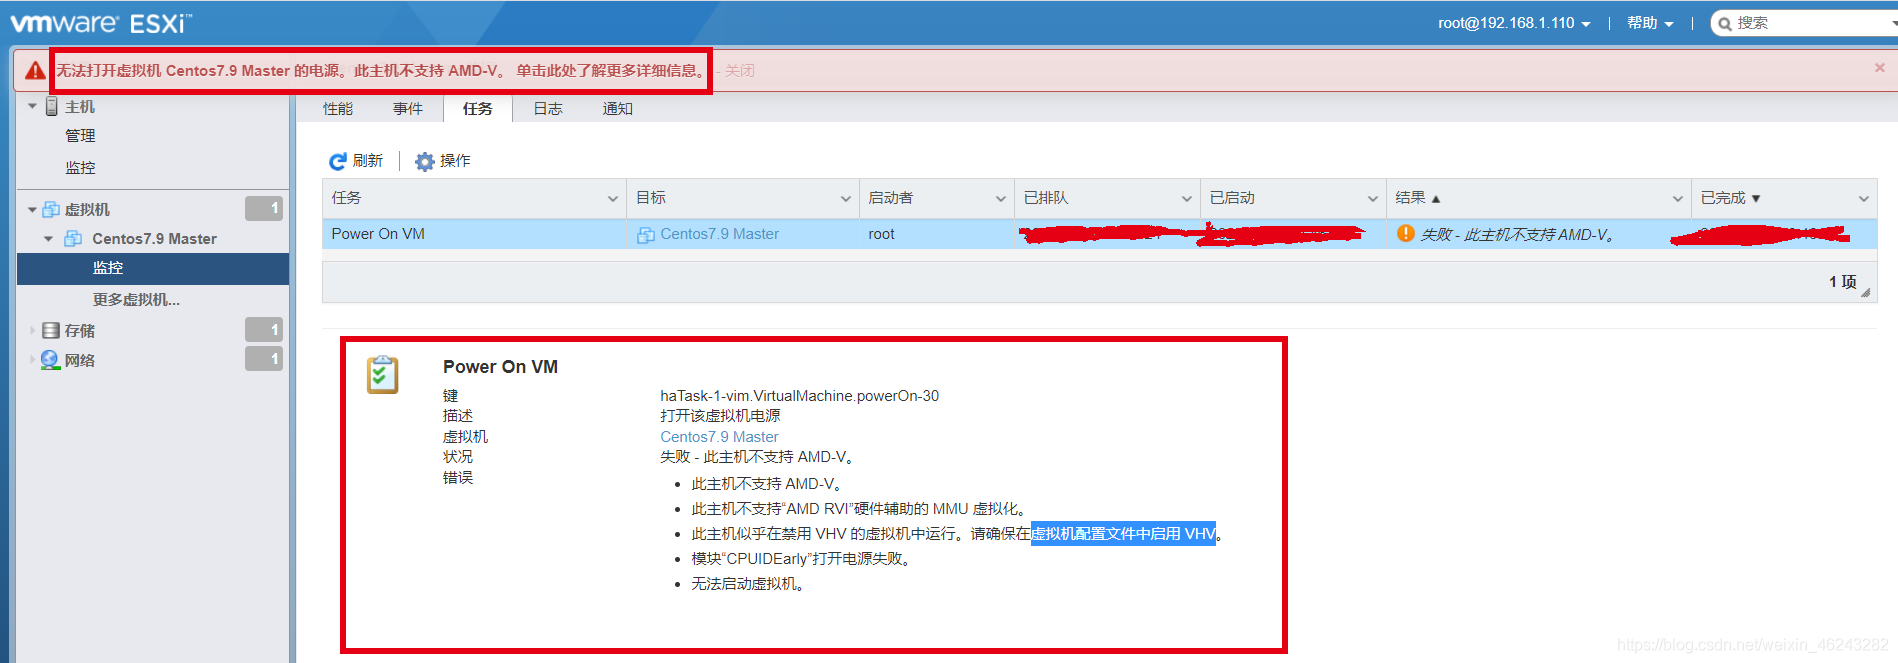 vmware ESXi™
root@192.168.1.110 帮助 搜索
无法打开虚拟机 Centos7.9 Master 的电源。此主机不支持 AMD-V。 单击此处了解更多详细信息。 - 关闭
主机
管理
监控
虚拟机 1
Centos7.9 Master
监控
更多虚拟机...
存储 1
网络 1
性能 事件 任务 日志 通知
刷新 操作
任务 目标 启动者 已排队 已启动 结果▲ 已完成▼
Power On VM Centos7.9 Master root 失败 - 此主机不支持 AMD-V。
1 项
Power On VM
键 haTask-1-vim.VirtualMachine.powerOn-30
描述 打开该虚拟机电源
虚拟机 Centos7.9 Master
状况 失败 - 此主机不支持 AMD-V。
错误
• 此主机不支持 AMD-V。
• 此主机不支持“AMD RVI”硬件辅助的 MMU 虚拟化。
• 此主机似乎在禁用 VHV 的虚拟机中运行。请确保在虚拟机配置文件中启用 VHV。
• 模块“CPUIDEarly”打开电源失败。
• 无法启动虚拟机。
https://blog.csdn.net/weixin_46243282